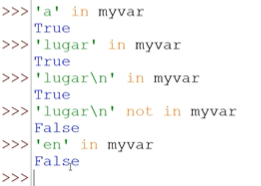 >>> 'a' in myvar
True
>>> 'lugar' in myvar
True
>>> 'lugar\n' in myvar
True
>>> 'lugar\n' not in myvar
False
>>> 'en' in myvar
False
>>>